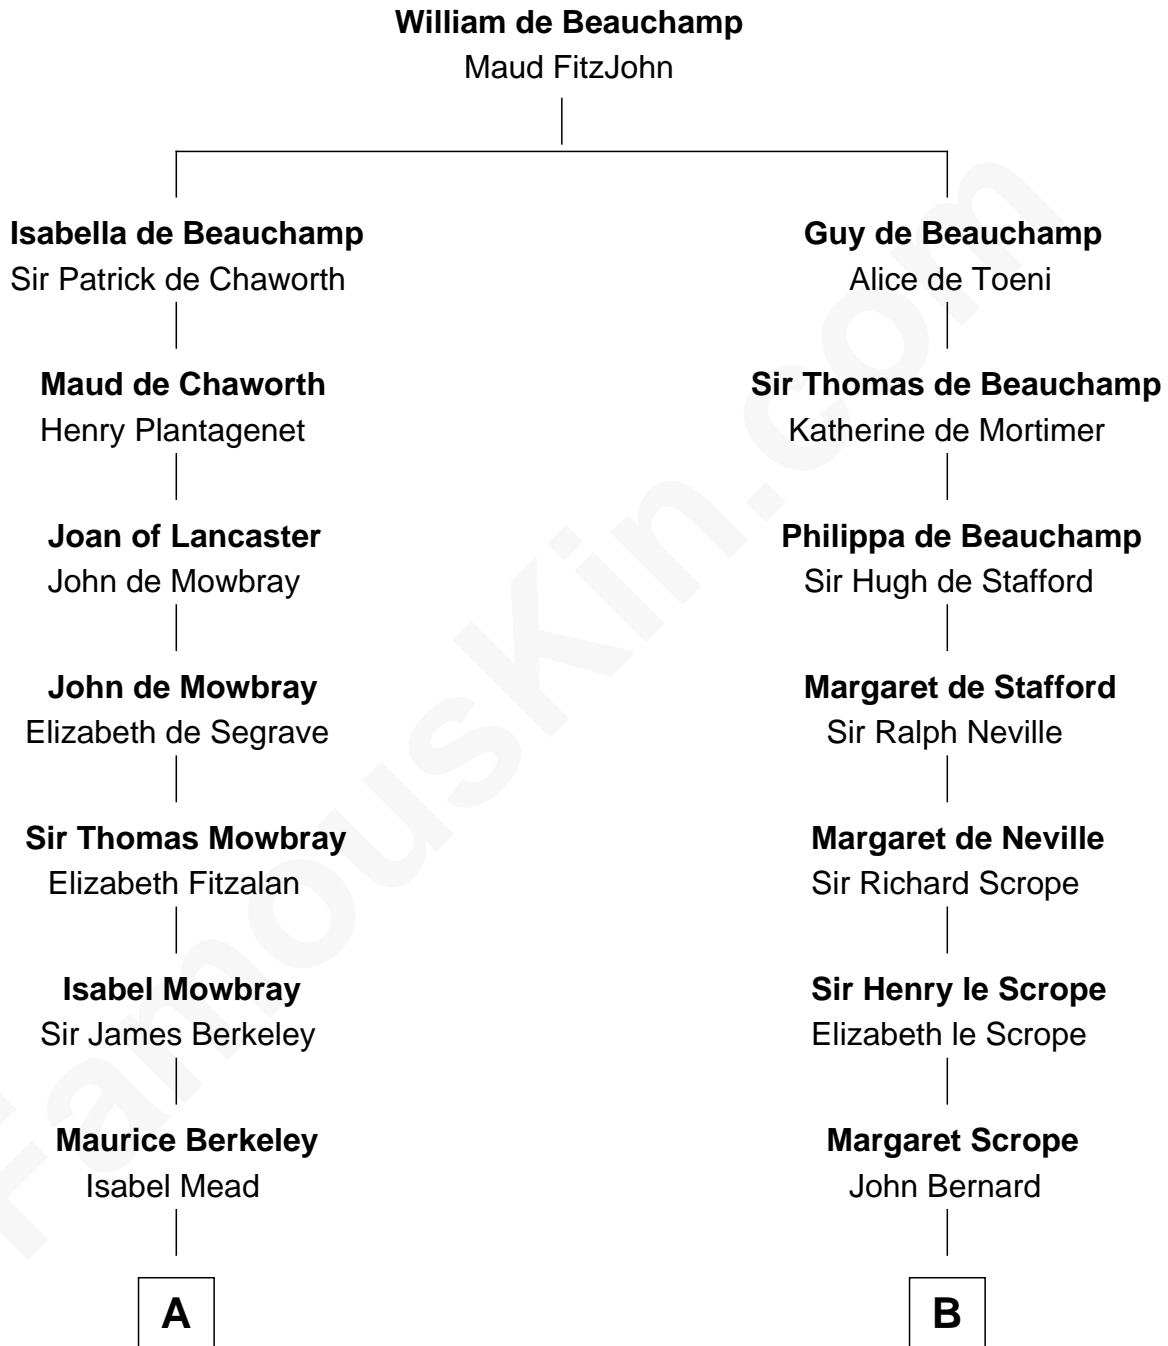 William de Beauchamp
Maud FitzJohn
Isabella de Beauchamp
Sir Patrick de Chaworth
Guy de Beauchamp
Alice de Toeni
Maud de Chaworth
Henry Plantagenet
Sir Thomas de Beauchamp
Katherine de Mortimer
Joan of Lancaster
John de Mowbray
Philippa de Beauchamp
Sir Hugh de Stafford
John de Mowbray
Elizabeth de Segrave
Margaret de Stafford
Sir Ralph Neville
Sir Thomas Mowbray
Elizabeth Fitzalan
Margaret de Neville
Sir Richard Scrope
Isabel Mowbray
Sir James Berkeley
Sir Henry le Scrope
Elizabeth le Scrope
Maurice Berkeley
Isabel Mead
Margaret Scrope
John Bernard
A
B
FamousKin.com